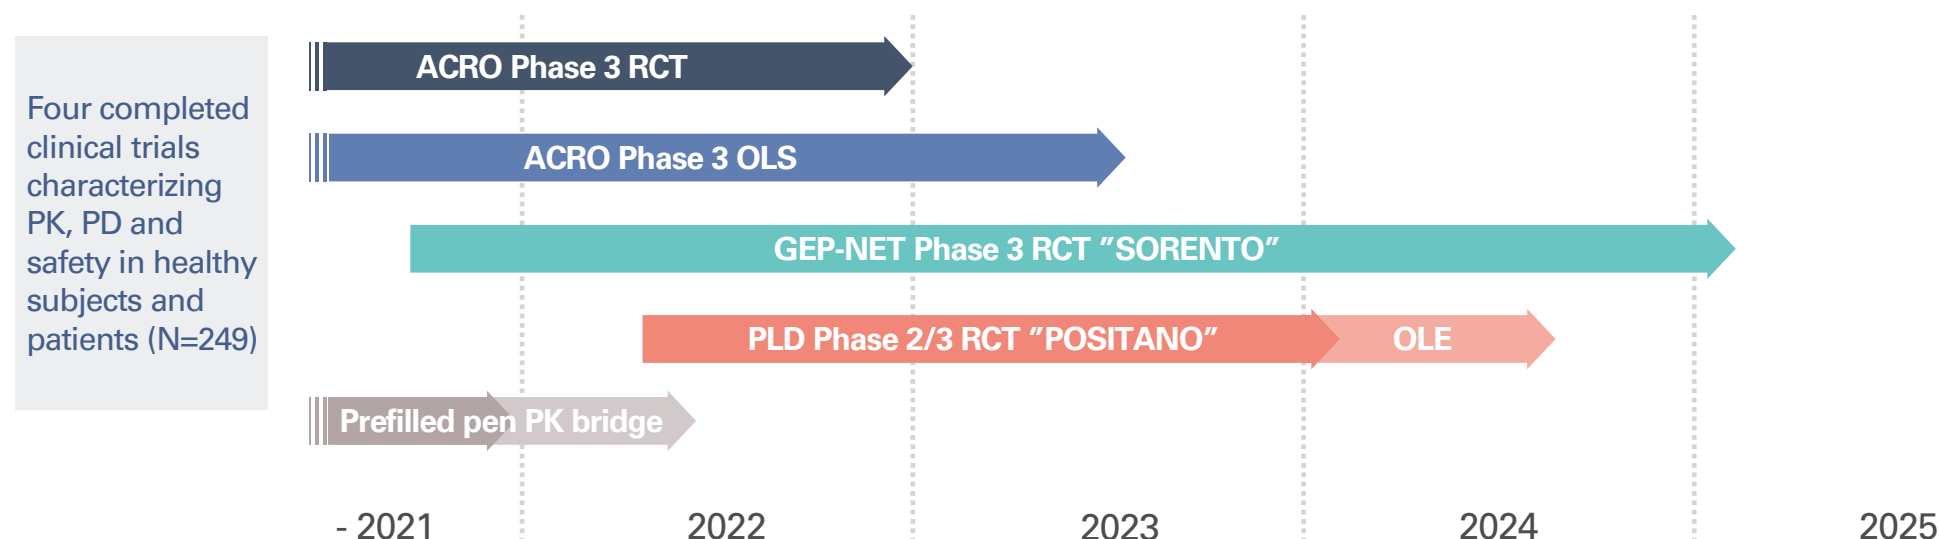 Four completed
clinical trials
characterizing
PK, PD and
safety in healthy
subjects and
patients (N=249)
ACRO Phase 3 RCT
ACRO Phase 3 OLS
GEP-NET Phase 3 RCT ”SORENTO”
PLD Phase 2/3 RCT ”POSITANO”
OLE
Prefilled pen PK bridge
- 2021
2022
2023
2024
2025